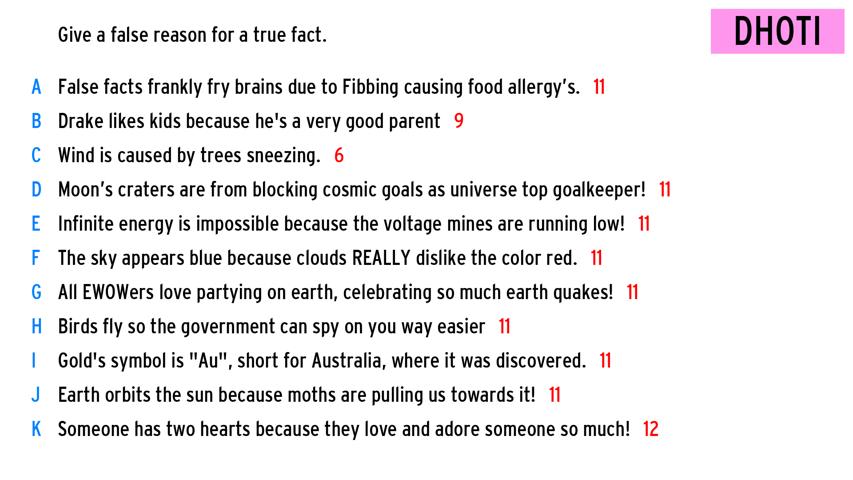 Give a false reason for a true fact.
DHOTI
A False facts frankly fry brains due to Fibbing causing food allergy's. 11
B Drake likes kids because he's a very good parent 9
C Wind is caused by trees sneezing. 6
D Moon's craters are from blocking cosmic goals as universe top goalkeeper! 11
E Infinite energy is impossible because the voltage mines are running low! 11
F The sky appears blue because clouds REALLY dislike the color red. 11
G All EWOWers love partying on earth, celebrating so much earth quakes! 11
H Birds fly so the government can spy on you way easier 11
I Gold's symbol is "Au", short for Australia, where it was discovered. 11
J Earth orbits the sun because moths are pulling us towards it! 11
K Someone has two hearts because they love and adore someone so much! 12